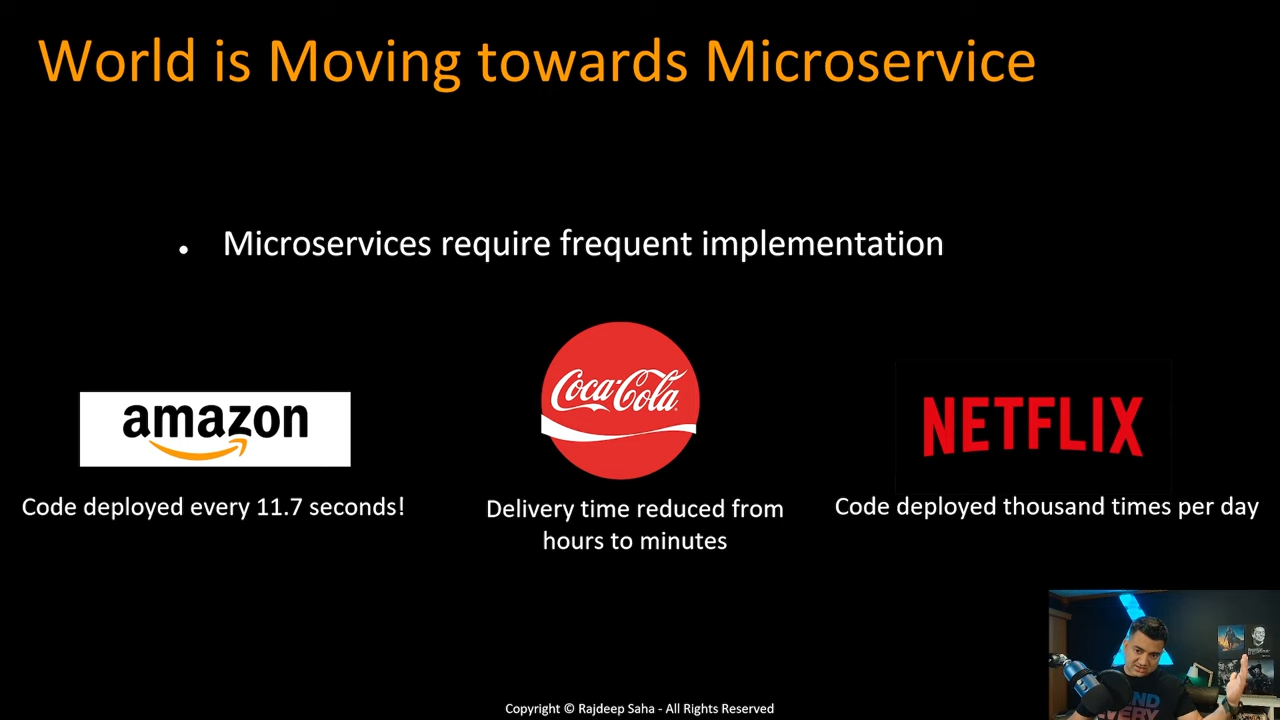 World is Moving towards Microservice
• Microservices require frequent implementation
amazon
Coca-Cola
NETFLIX
Code deployed every 11.7 seconds!
Delivery time reduced from
hours to minutes
Code deployed thousand times per day
Copyright © Rajdeep Saha - All Rights Reserved